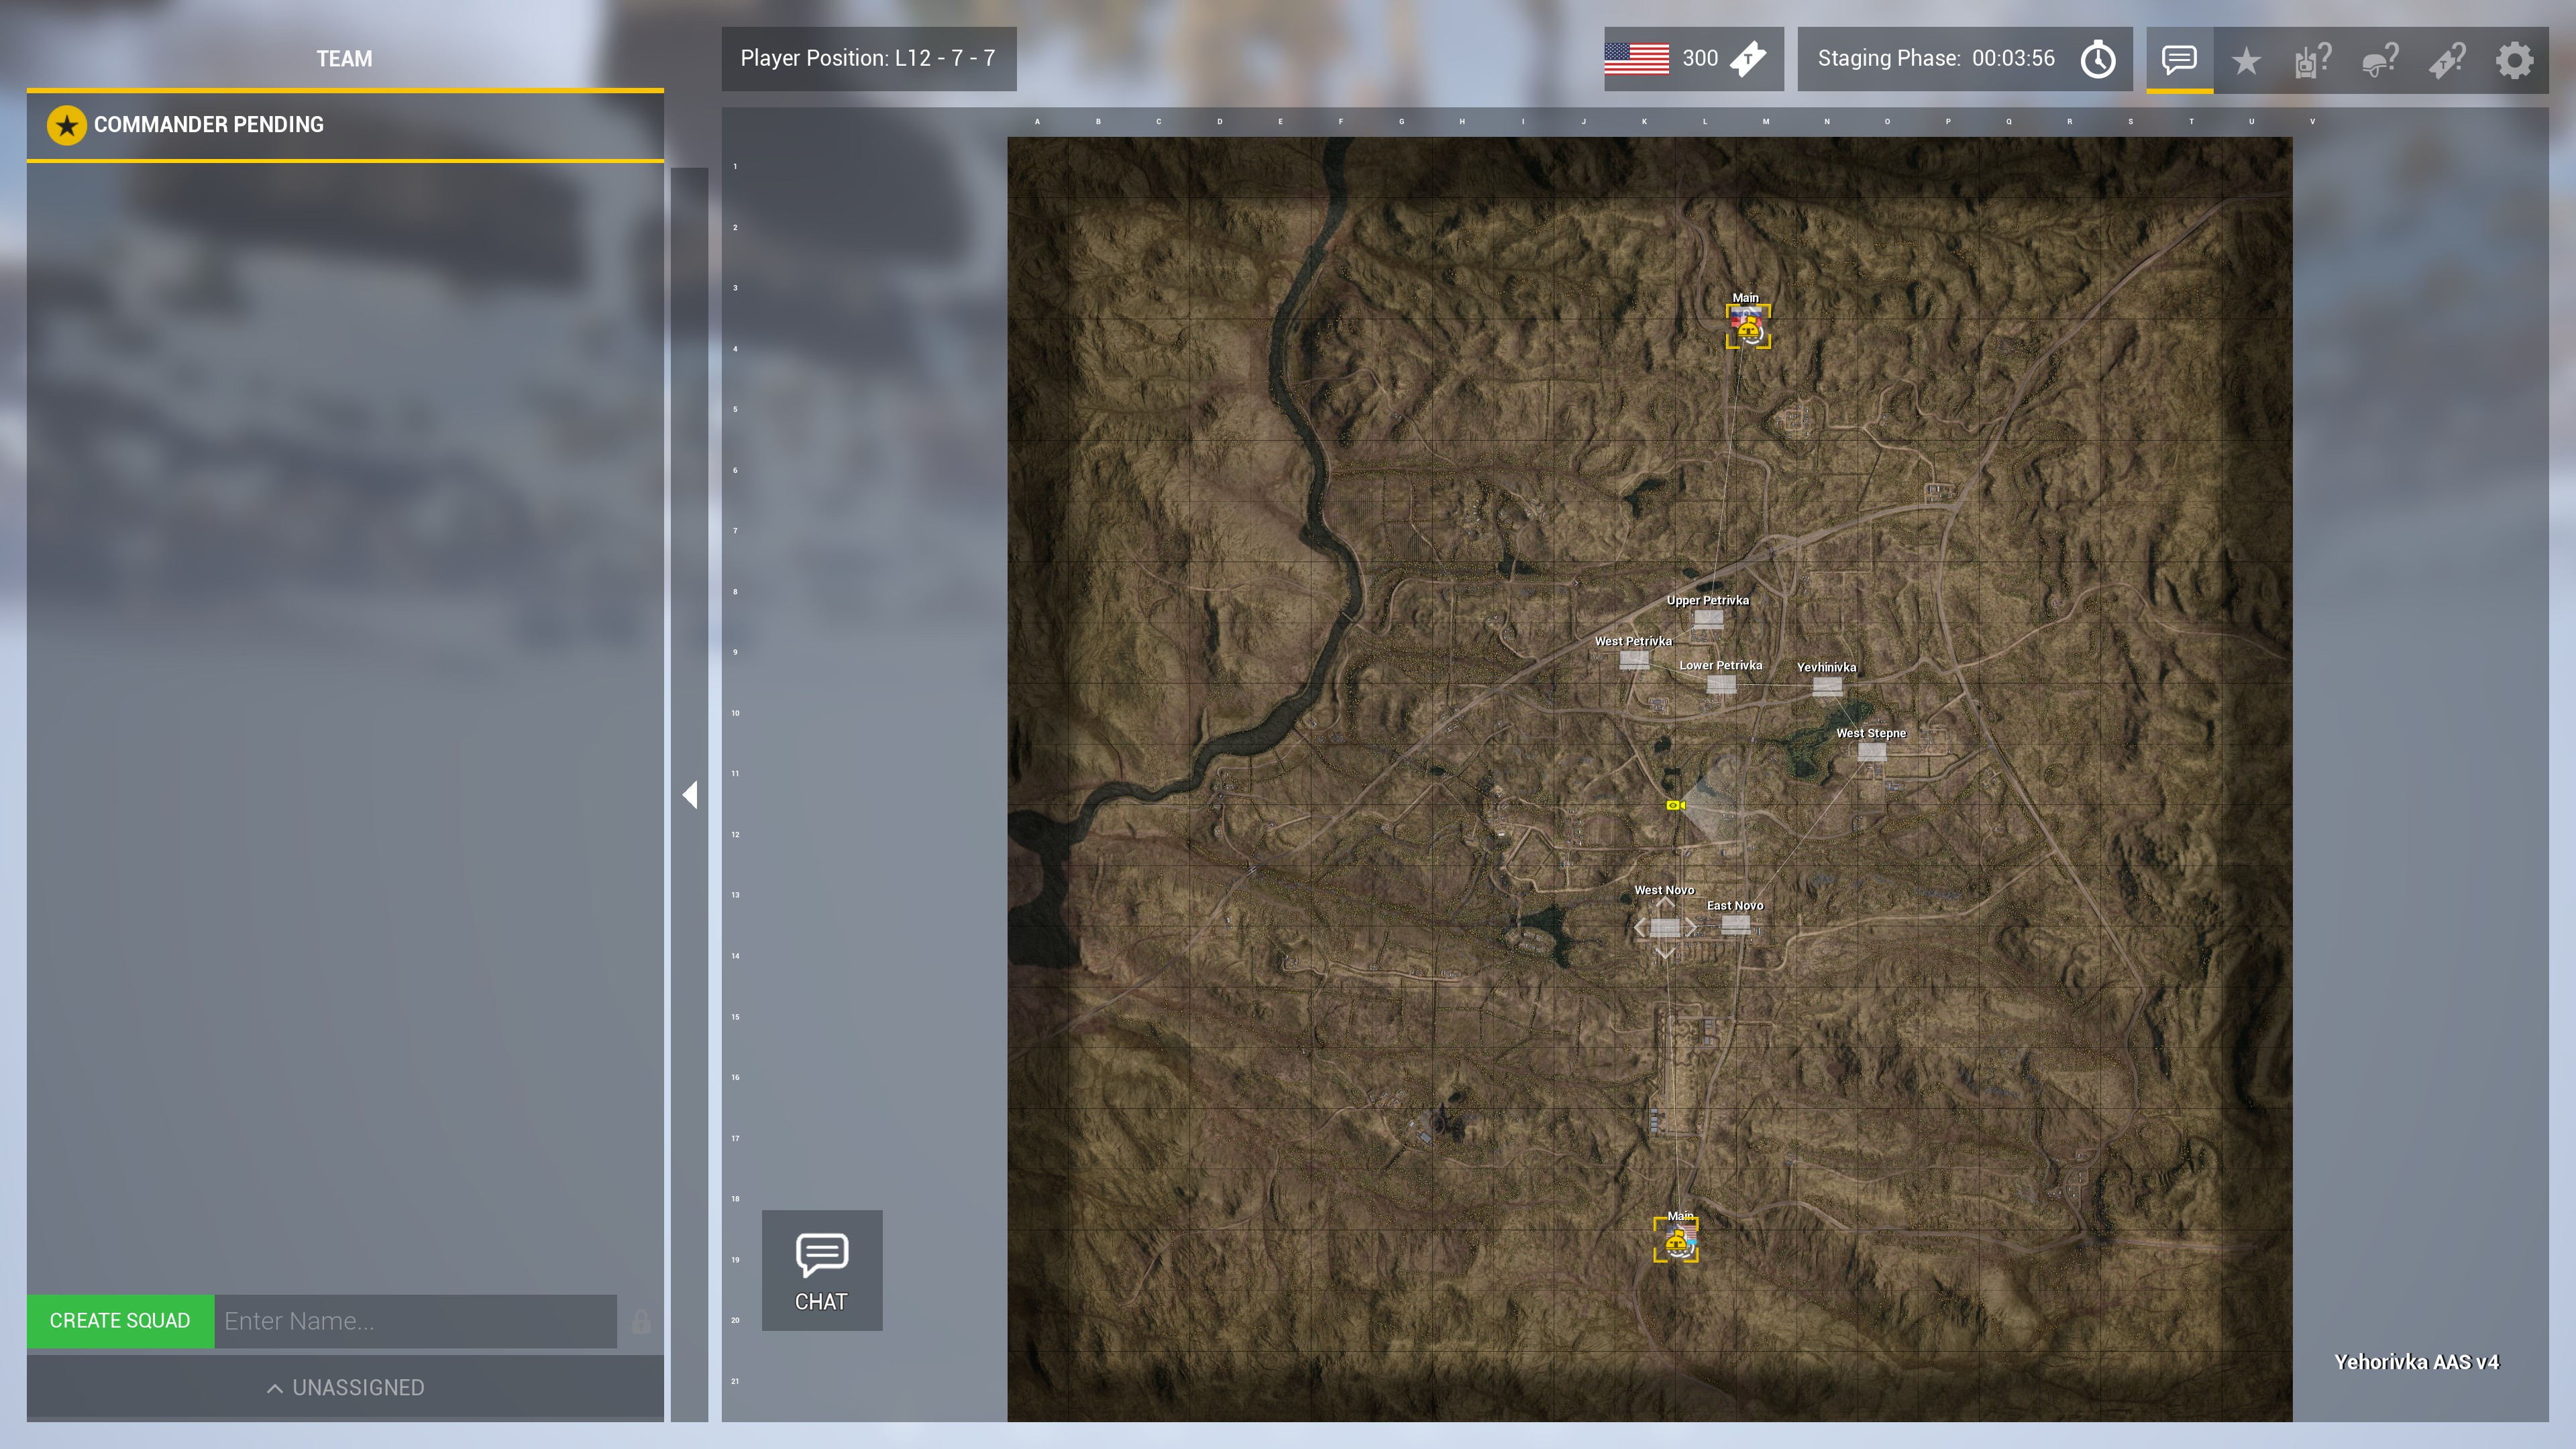 TEAM
Player Position: L12 - 7 - 7
300
T
Staging Phase: 00:03:56
? ? T ?
COMMANDER PENDING
A B C D E F G H I J K L M N O P Q R S T U V
1
2
3
Main
4
5
6
7
8
Upper Petrivka
West Petrivka
9
Lower Petrivka
Yevhinivka
10
West Stepne
11
12
West Novo
13
East Novo
14
15
16
17
18
Main
19
CHAT
20
CREATE SQUAD Enter Name...
Yehorivka AAS v4
21
UNASSIGNED